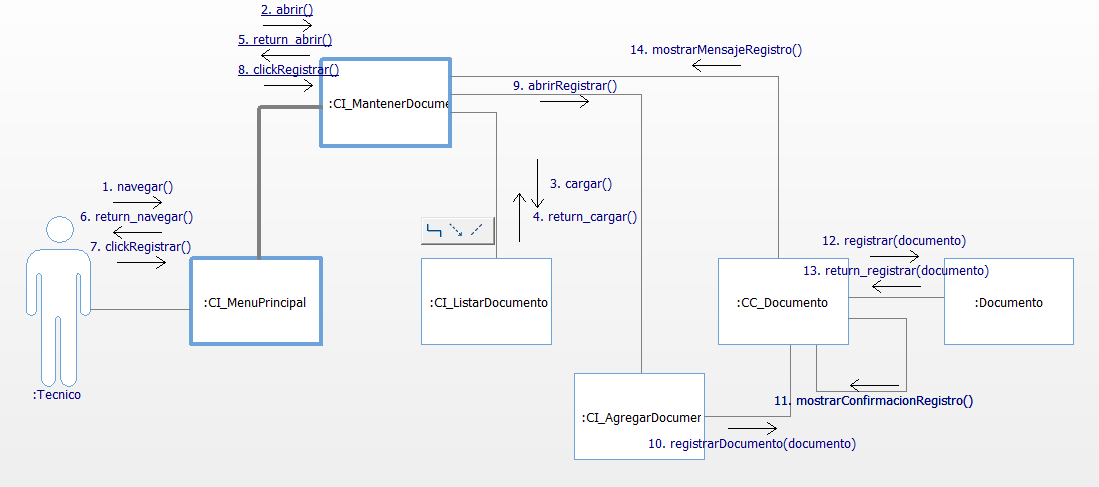 2. abrir()
5. return_abrir()
8. clickRegistrar()
14. mostrarMensajeRegistro()
9. abrirRegistrar()
:CI_MantenerDocume
1. navegar()
3. cargar()
6. return_navegar()
4. return_cargar()
7. clickRegistrar()
12. registrar(documento)
13. return_registrar(documento)
:CI_MenuPrincipal
:CI_ListarDocumento
:CC_Documento
:Documento
:Tecnico
11. mostrarConfirmacionRegistro()
:CI_AgregarDocumer
10. registrarDocumento(documento)